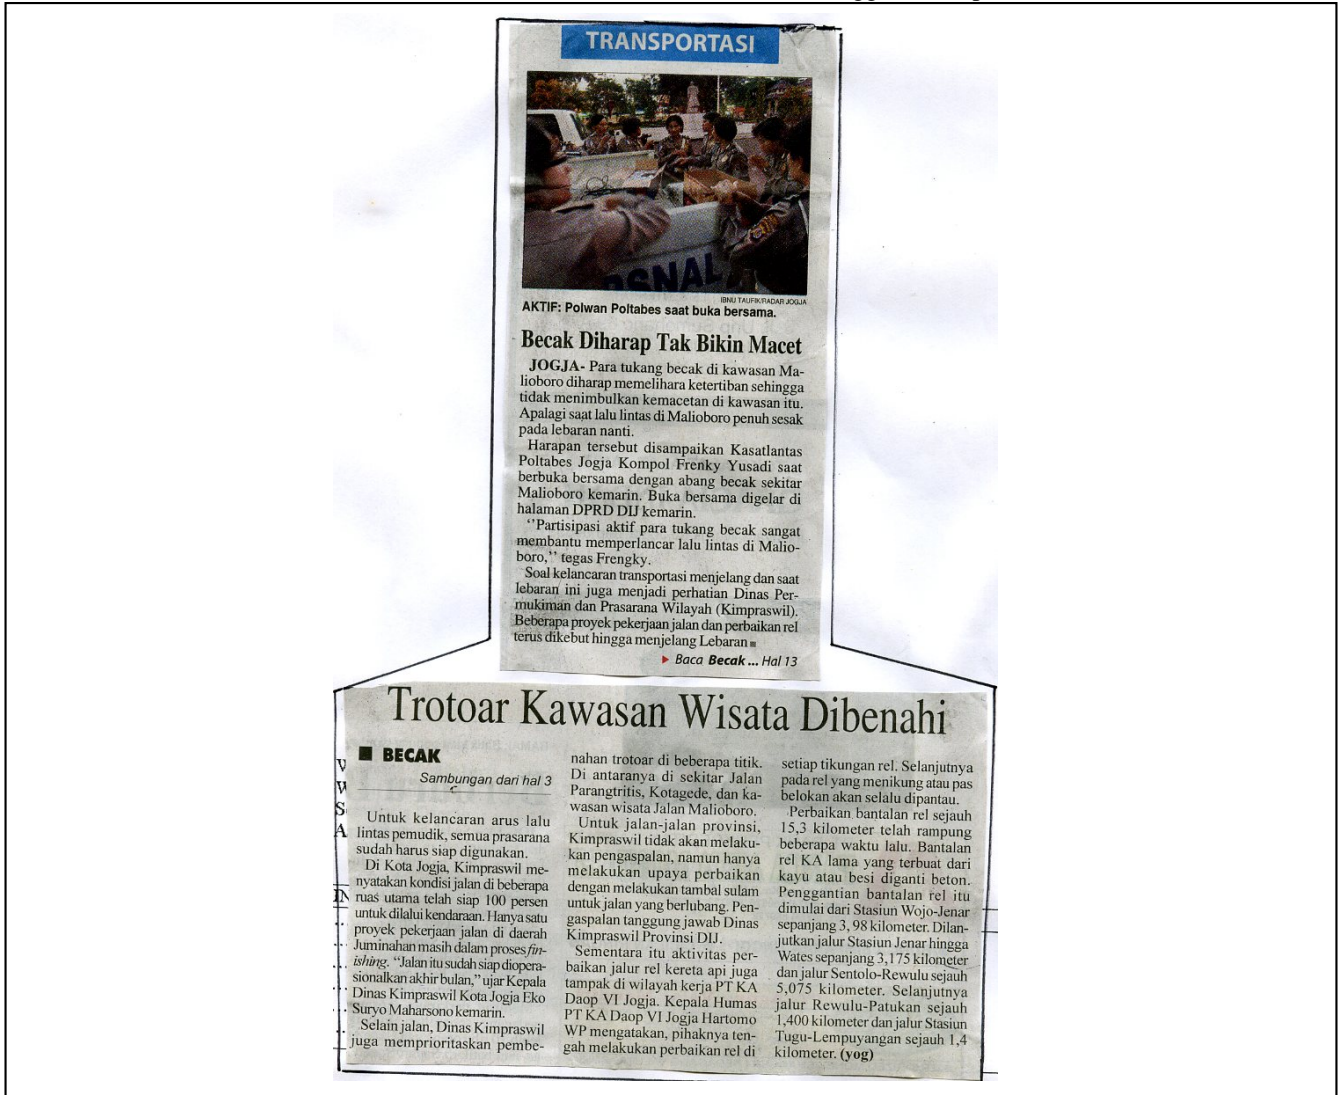 TRANSPORTASI
RSNAL
IBNU TAUFIK/RADAR JOGJA
AKTIF: Polwan Poltabes saat buka bersama.
Becak Diharap Tak Bikin Macet
JOGJA- Para tukang becak di kawasan Ma-
lioboro diharap memelihara ketertiban sehingga
tidak menimbulkan kemacetan di kawasan itu.
Apalagi saat lalu lintas di Malioboro penuh sesak
pada lebaran nanti.
Harapan tersebut disampaikan Kasatlantas
Poltabes Jogja Kompol Frenky Yusadi saat
berbuka bersama dengan abang becak sekitar
Malioboro kemarin. Buka bersama digelar di
halaman DPRD DIJ kemarin.
‘‘Partisipasi aktif para tukang becak sangat
membantu memperlancar lalu lintas di Malio-
boro,’’ tegas Frengky.
Soal kelancaran transportasi menjelang dan saat
lebaran ini juga menjadi perhatian Dinas Per-
mukiman dan Prasarana Wilayah (Kimpraswil).
Beberapa proyek pekerjaan jalan dan perbaikan rel
terus dikebut hingga menjelang Lebaran ■
▶ Baca Becak ... Hal 13
Trotoar Kawasan Wisata Dibenahi
■ BECAK
Sambungan dari hal 3
Untuk kelancaran arus lalu
lintas pemudik, semua prasarana
sudah harus siap digunakan.
Di Kota Jogja, Kimpraswil me-
nyatakan kondisi jalan di beberapa
ruas utama telah siap 100 persen
untuk dilalui kendaraan. Hanya satu
proyek pekerjaan jalan di daerah
Juminahan masih dalam proses fin-
ishing. “Jalan itu sudah siap diopera-
sionalkan akhir bulan,” ujar Kepala
Dinas Kimpraswil Kota Jogja Eko
Suryo Maharsono kemarin.
Selain jalan, Dinas Kimpraswil
juga memprioritaskan pembe-
nahan trotoar di beberapa titik.
Di antaranya di sekitar Jalan
Parangtritis, Kotagede, dan ka-
wasan wisata Jalan Malioboro.
Untuk jalan-jalan provinsi,
Kimpraswil tidak akan melaku-
kan pengaspalan, namun hanya
melakukan upaya perbaikan
dengan melakukan tambal sulam
untuk jalan yang berlubang. Pen-
gaspalan tanggung jawab Dinas
Kimpraswil Provinsi DIJ.
Sementara itu aktivitas per-
baikan jalur rel kereta api juga
tampak di wilayah kerja PT KA
Daop VI Jogja. Kepala Humas
PT KA Daop VI Jogja Hartomo
WP mengatakan, pihaknya ten-
gah melakukan perbaikan rel di
setiap tikungan rel. Selanjutnya
pada rel yang menikung atau pas
belokan akan selalu dipantau.
Perbaikan bantalan rel sejauh
15,3 kilometer telah rampung
beberapa waktu lalu. Bantalan
rel KA lama yang terbuat dari
kayu atau besi diganti beton.
Penggantian bantalan rel itu
dimulai dari Stasiun Wojo-Jenar
sepanjang 3, 98 kilometer. Dilan-
jutkan jalur Stasiun Jenar hingga
Wates sepanjang 3,175 kilometer
dan jalur Sentolo-Rewulu sejauh
5,075 kilometer. Selanjutnya
jalur Rewulu-Patukan sejauh
1,400 kilometer dan jalur Stasiun
Tugu-Lempuyangan sejauh 1,4
kilometer. (yog)